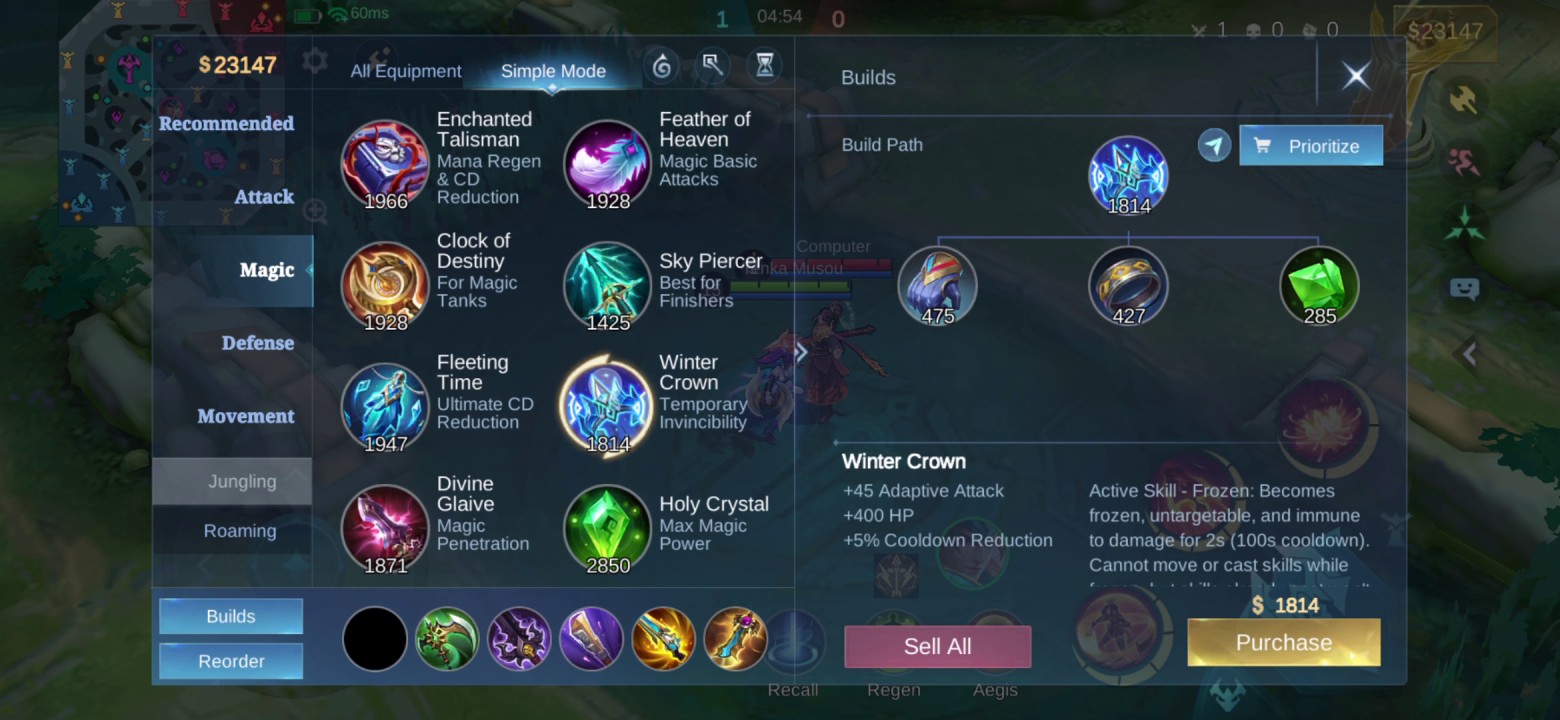 60ms
1 04:54 0
1 0 0
$23147
$23147
All Equipment
Simple Mode
Recommended
Attack
Magic
Defense
Movement
Jungling
Roaming
Enchanted
Talisman
Mana Regen
& CD
Reduction
1966
Feather of
Heaven
Magic Basic
Attacks
1928
Clock of
Destiny
For Magic
Tanks
1928
Sky Piercer
Best for
Finishers
1425
Fleeting
Time
Ultimate CD
Reduction
1947
Winter
Crown
Temporary
Invincibility
1814
Divine
Glaive
Magic
Penetration
1871
Holy Crystal
Max Magic
Power
2850
Builds
Reorder
Computer
Musou
Builds
Build Path
Prioritize
1814
475
427
285
Winter Crown
+45 Adaptive Attack
+400 HP
+5% Cooldown Reduction
Active Skill - Frozen: Becomes
frozen, untargetable, and immune
to damage for 2s (100s cooldown).
Cannot move or cast skills while
$ 1814
Sell All
Purchase
Recall
Regen
Aegis